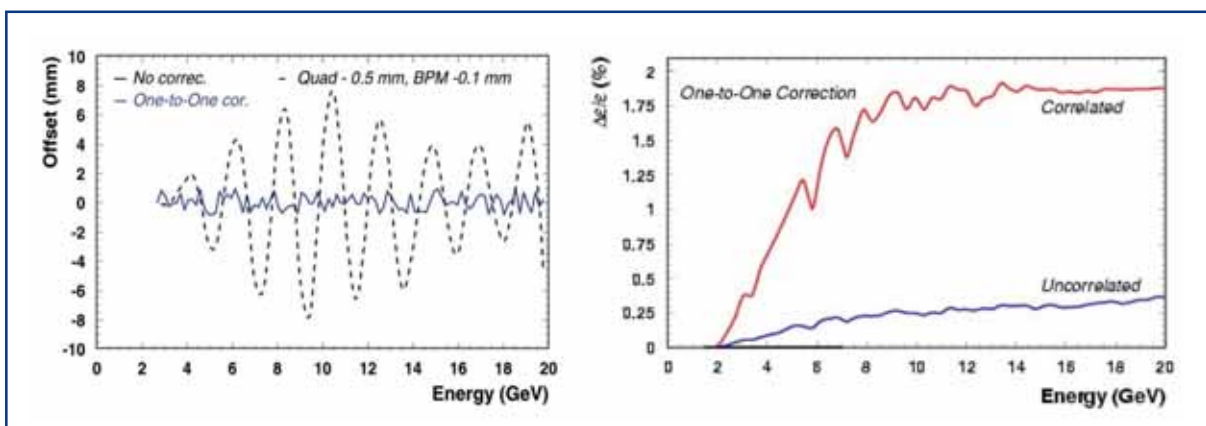 10
8
6
4
2
0
-2
-4
-6
-8
-10
Offset (mm)
No correc.
Quad - 0.5 mm, BPM -0.1 mm
One-to-One cor.
0 2 4 6 8 10 12 14 16 18 20
Energy (GeV)
Δε/ε (%)
2
1.75
1.5
1.25
1
0.75
0.5
0.25
0
One-to-One Correction
Correlated
Uncorrelated
0 2 4 6 8 10 12 14 16 18 20
Energy (GeV)